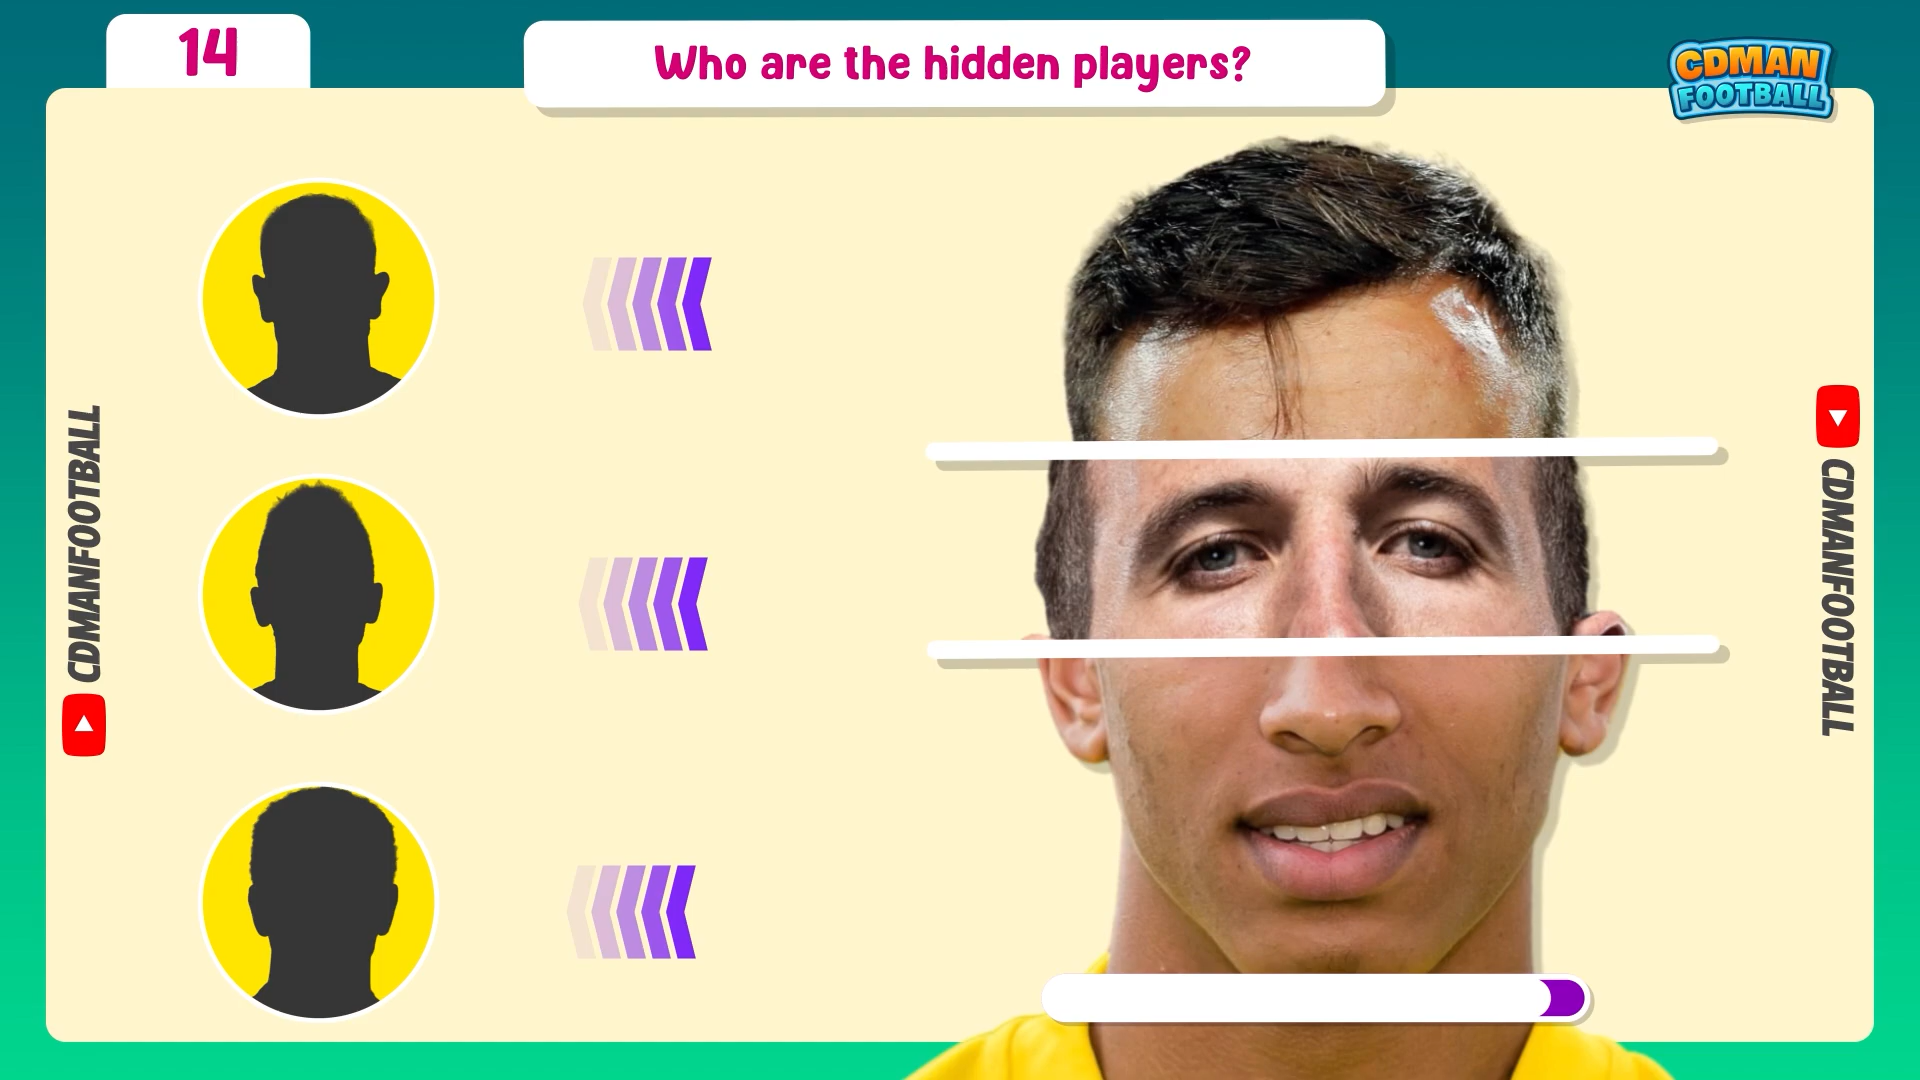 14
Who are the hidden players?
CDMAN
FOOTBALL
CDMANFOOTBALL
CDMANFOOTBALL